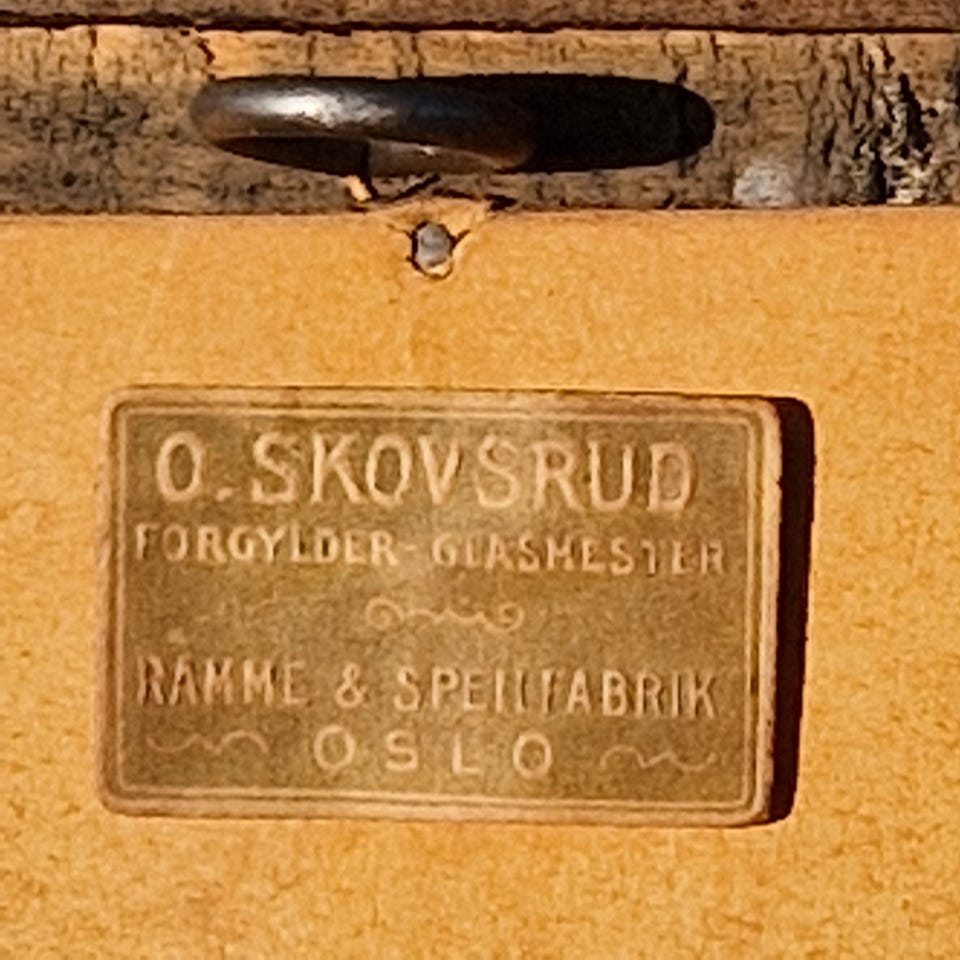 O. SKOVSRUD
FORGYLDER - GLASMESTER
RAMME & SPEILFABRIK
OSLO